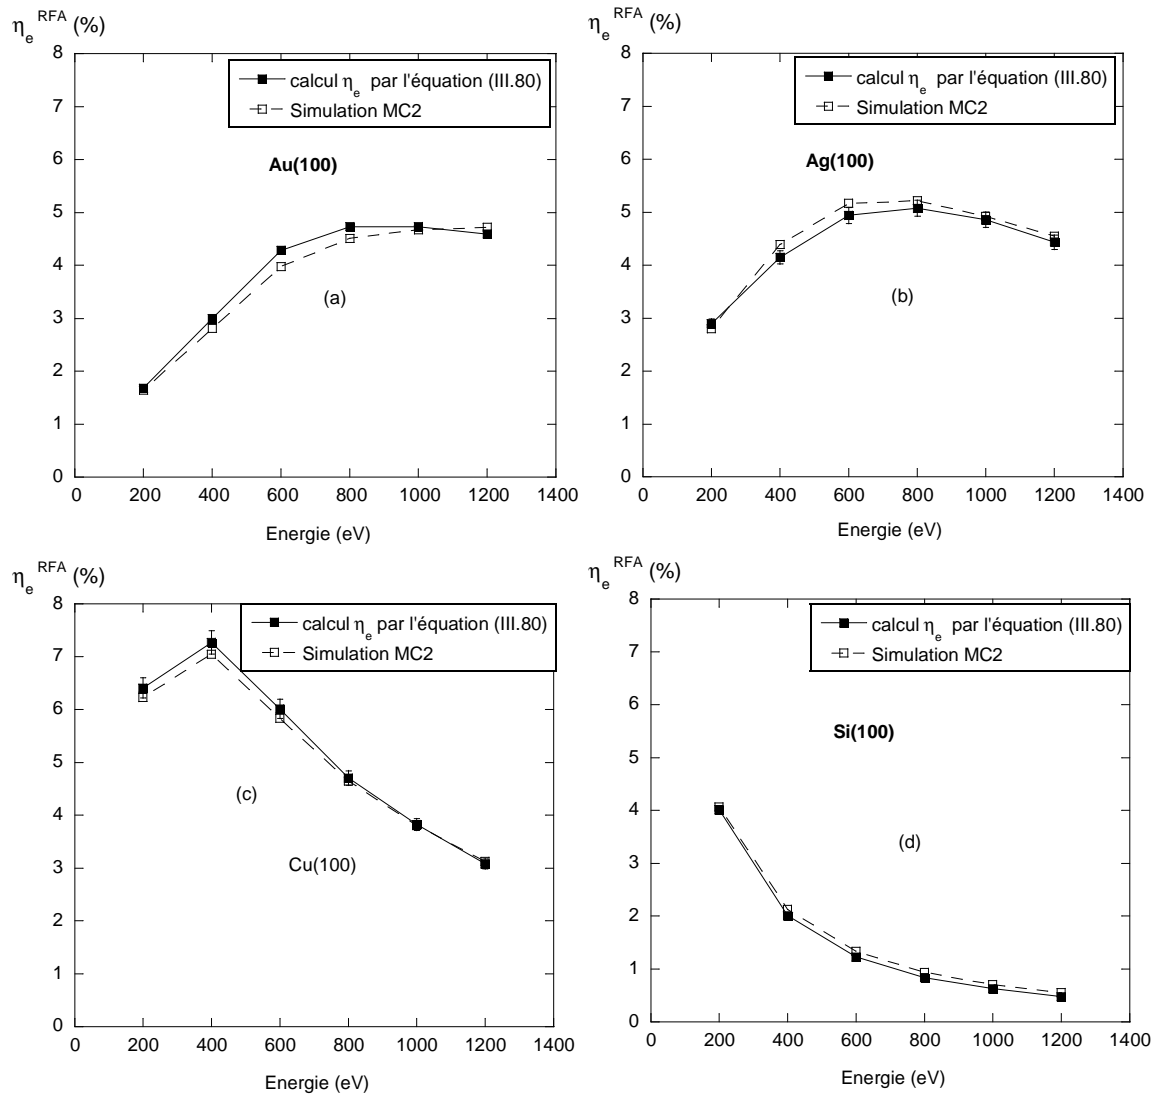 η_e^RFA (%)
8
7
6
5
4
3
2
1
0
calcul η_e par l'équation (III.80)
Simulation MC2
Au(100)
(a)
0 200 400 600 800 1000 1200 1400
Energie (eV)
η_e^RFA (%)
8
7
6
5
4
3
2
1
0
calcul η_e par l'équation (III.80)
Simulation MC2
Ag(100)
(b)
0 200 400 600 800 1000 1200 1400
Energie (eV)
η_e^RFA (%)
8
7
6
5
4
3
2
1
0
calcul η_e par l'équation (III.80)
Simulation MC2
(c)
Cu(100)
0 200 400 600 800 1000 1200 1400
Energie (eV)
η_e^RFA (%)
8
7
6
5
4
3
2
1
0
calcul η_e par l'équation (III.80)
Simulation MC2
Si(100)
(d)
0 200 400 600 800 1000 1200 1400
Energie (eV)